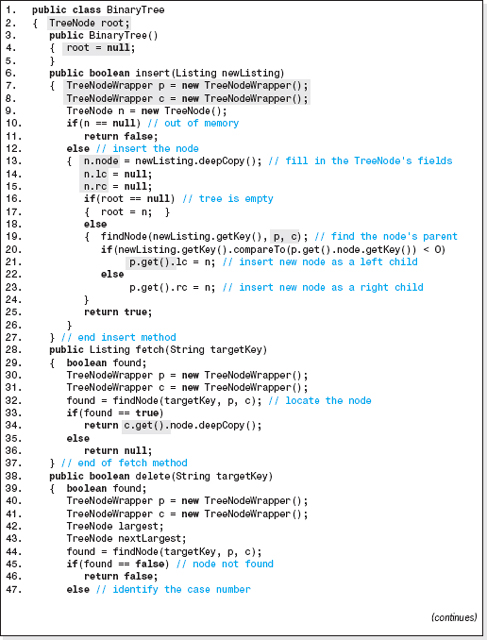 1. public class BinaryTree
2. { TreeNode root;
3. public BinaryTree()
4. { root = null;
5. }
6. public boolean insert(Listing newListing)
7. { TreeNodeWrapper p = new TreeNodeWrapper();
8. TreeNodeWrapper c = new TreeNodeWrapper();
9. TreeNode n = new TreeNode();
10. if(n == null) // out of memory
11. return false;
12. else // insert the node
13. { n.node = newListing.deepCopy(); // fill in the TreeNode's fields
14. n.lc = null;
15. n.rc = null;
16. if(root == null) // tree is empty
17. { root = n; }
18. else
19. { findNode(newListing.getKey(), p, c); // find the node's parent
20. if(newListing.getKey().compareTo(p.get().node.getKey()) < 0)
21. p.get().lc = n; // insert new node as a left child
22. else
23. p.get().rc = n; // insert new node as a right child
24. }
25. return true;
26. }
27. } // end insert method
28. public Listing fetch(String targetKey)
29. { boolean found;
30. TreeNodeWrapper p = new TreeNodeWrapper();
31. TreeNodeWrapper c = new TreeNodeWrapper();
32. found = findNode(targetKey, p, c); // locate the node
33. if(found == true)
34. return c.get().node.deepCopy();
35. else
36. return null;
37. } // end of fetch method
38. public boolean delete(String targetKey)
39. { boolean found;
40. TreeNodeWrapper p = new TreeNodeWrapper();
41. TreeNodeWrapper c = new TreeNodeWrapper();
42. TreeNode largest;
43. TreeNode nextLargest;
44. found = findNode(targetKey, p, c);
45. if(found == false) // node not found
46. return false;
47. else // identify the case number
(continues)